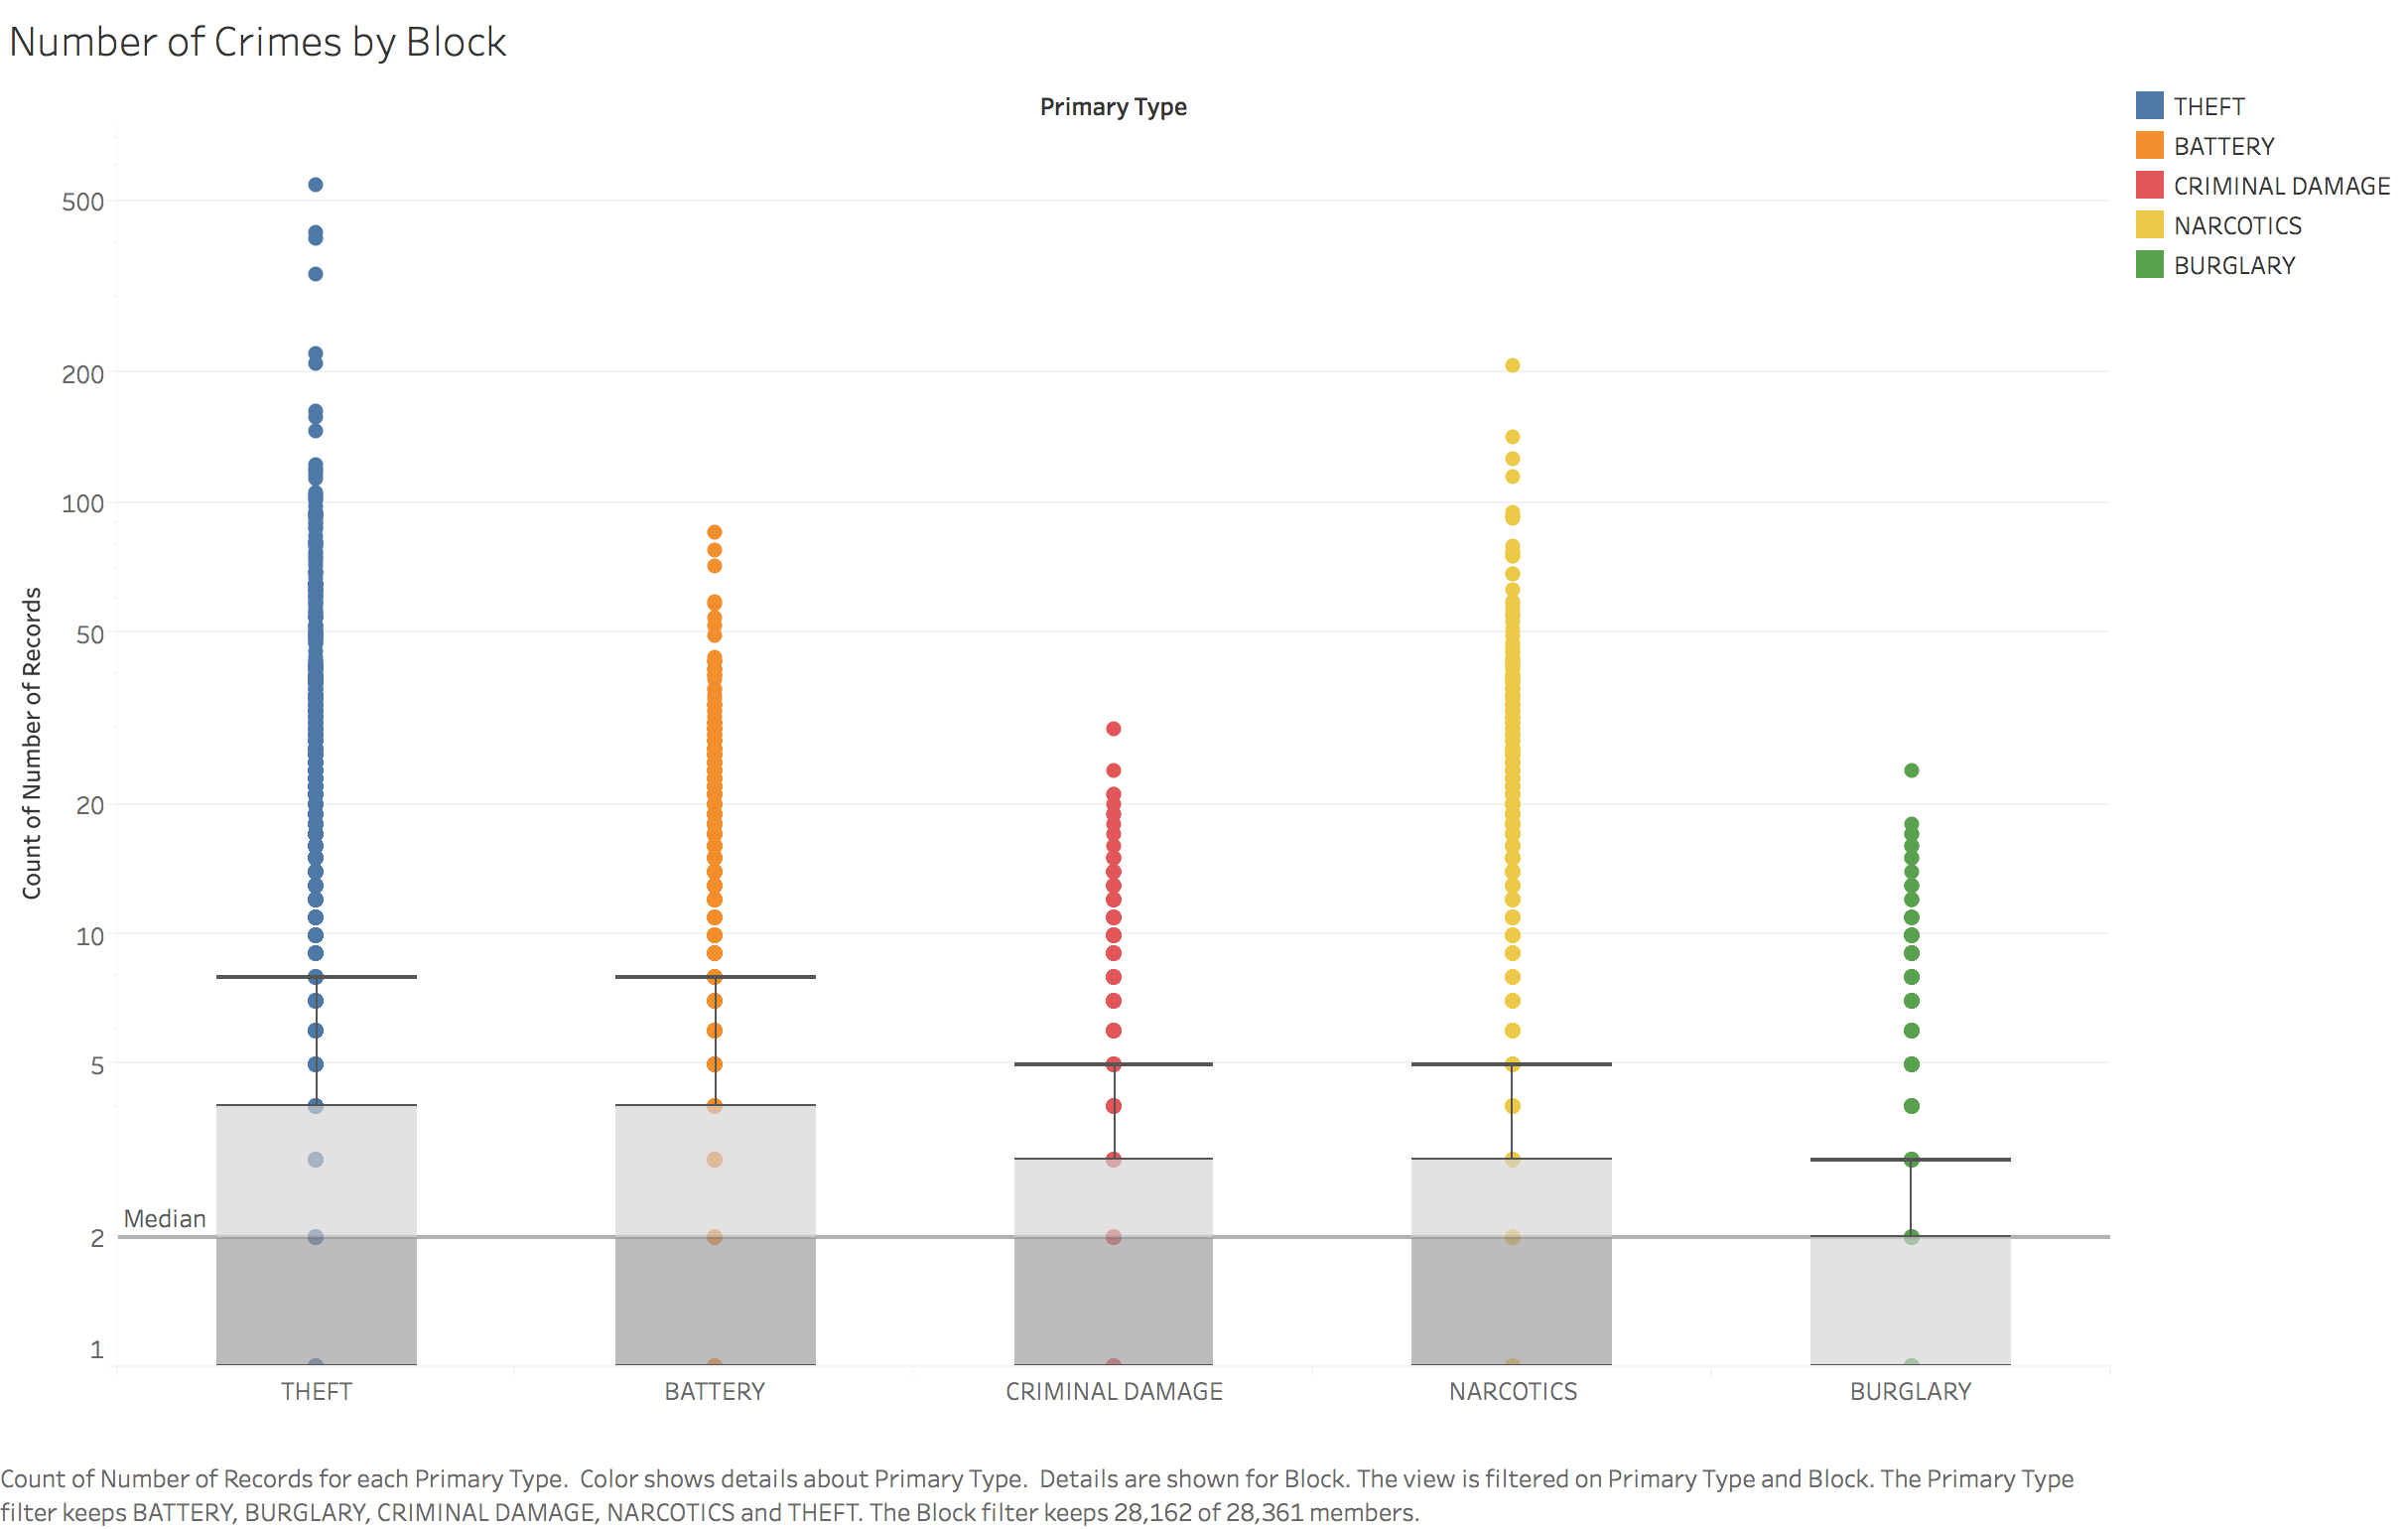 Number of Crimes by Block
Primary Type
THEFT
BATTERY
CRIMINAL DAMAGE
NARCOTICS
BURGLARY
Count of Number of Records
500
200
100
50
20
10
5
2
1
Median
THEFT
BATTERY
CRIMINAL DAMAGE
NARCOTICS
BURGLARY
Count of Number of Records for each Primary Type.  Color shows details about Primary Type.  Details are shown for Block. The view is filtered on Primary Type and Block. The Primary Type
filter keeps BATTERY, BURGLARY, CRIMINAL DAMAGE, NARCOTICS and THEFT. The Block filter keeps 28,162 of 28,361 members.